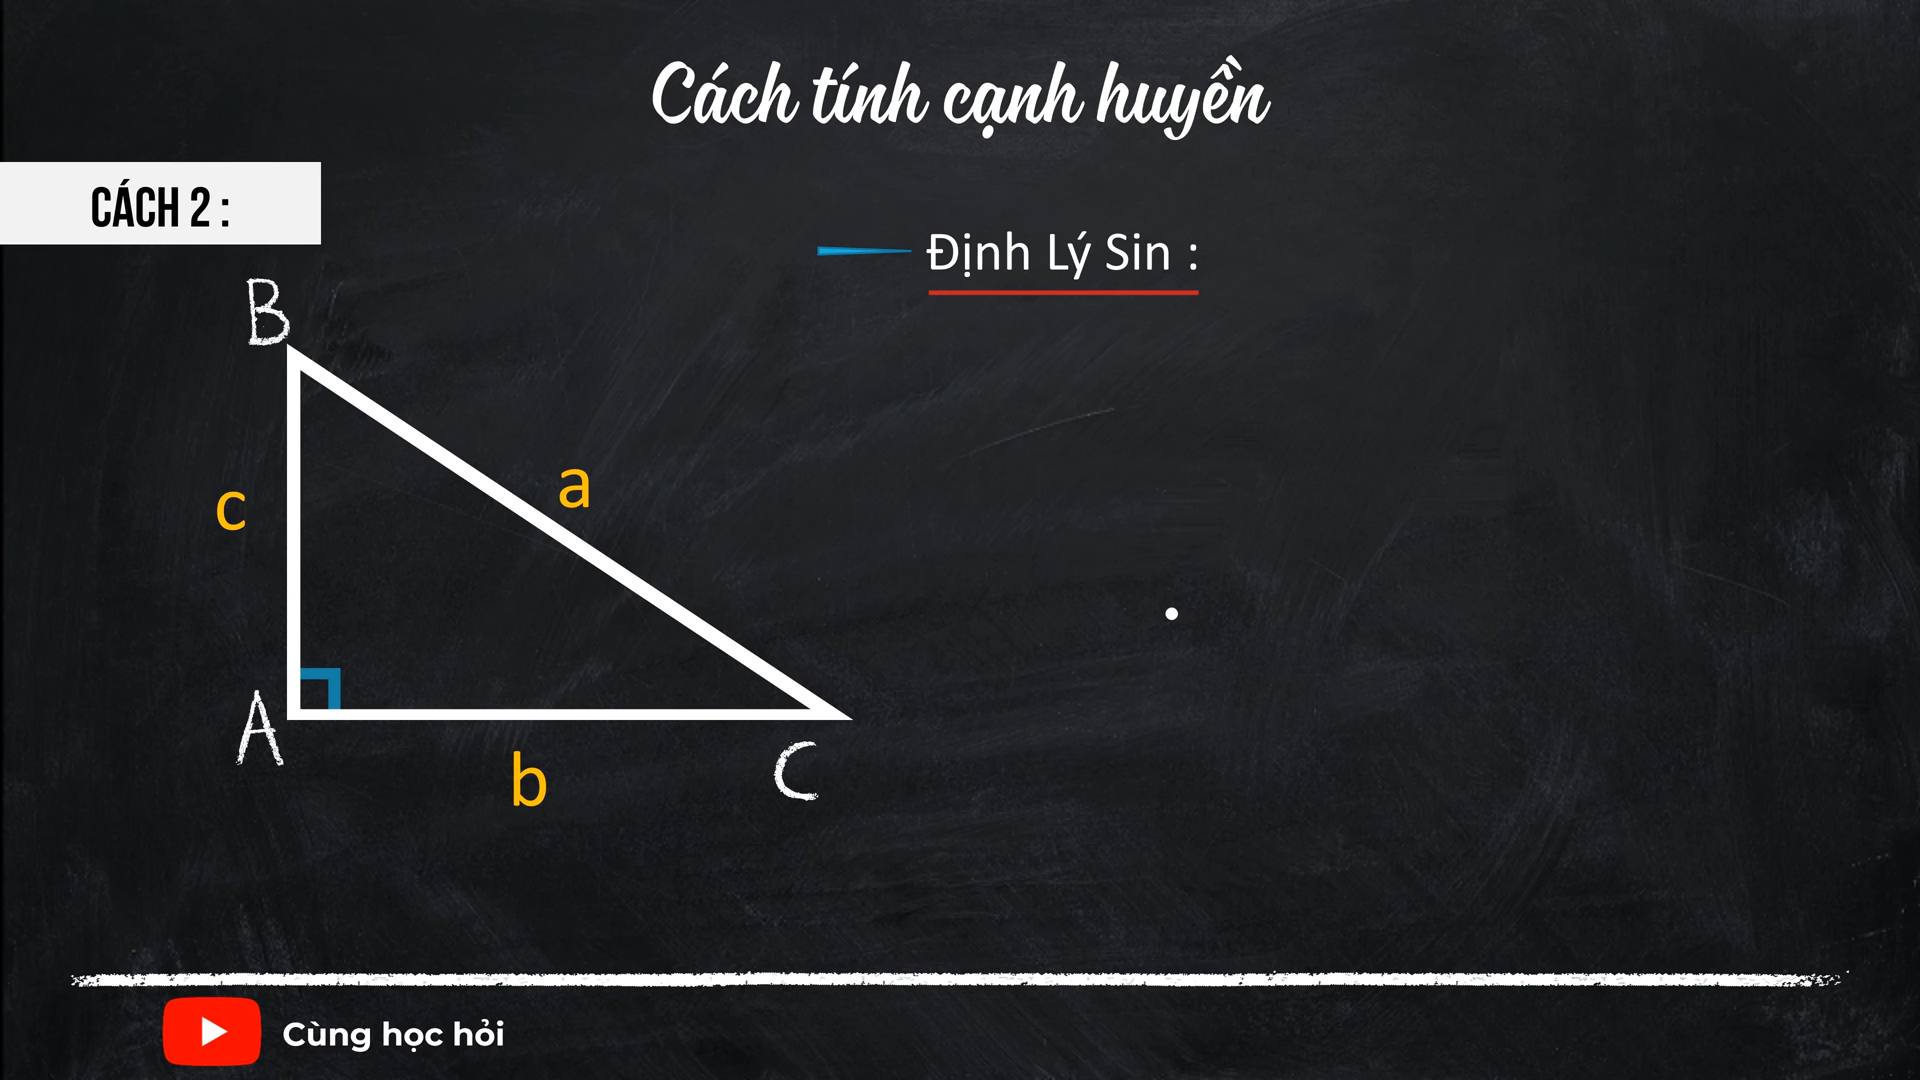 Cách tính cạnh huyền
CÁCH 2 :
Định Lý Sin :
B
c
a
A
b
C
Cùng học hỏi